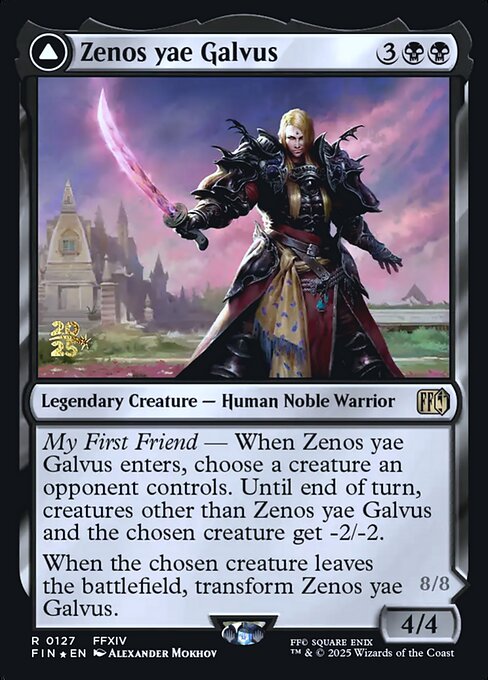 Zenos yae Galvus 3
2025
Legendary Creature — Human Noble Warrior FF
My First Friend — When Zenos yae
Galvus enters, choose a creature an
opponent controls. Until end of turn,
creatures other than Zenos yae Galvus
and the chosen creature get -2/-2.
When the chosen creature leaves
the battlefield, transform Zenos yae
Galvus.
8/8
4/4
R 0127 FFXIV
FIN ★ EN Alexander Mokhov
FF© SQUARE ENIX
™ & © 2025 Wizards of the Coast